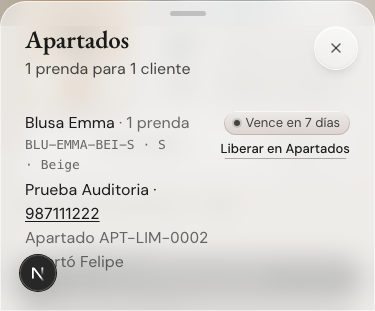 Apartados
1 prenda para 1 cliente
Blusa Emma · 1 prenda
Vence en 7 días
BLU-EMMA-BEI-S · S
· Beige
Liberar en Apartados
Prueba Auditoria ·
987111222
Apartado APT-LIM-0002
Felipe
N